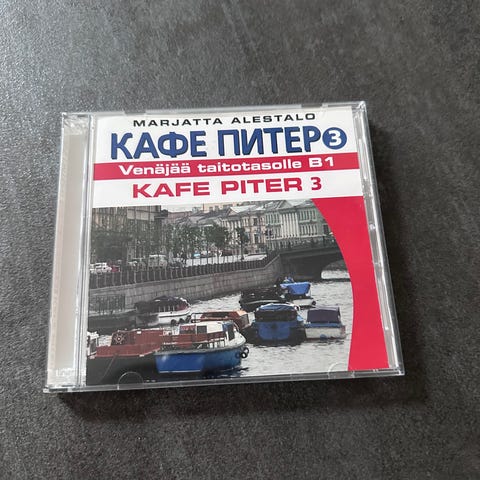 MARJATTA ALESTALO
КАФЕ ПИТЕР 3
Venäjää taitotasolle B1
KAFE PITER 3